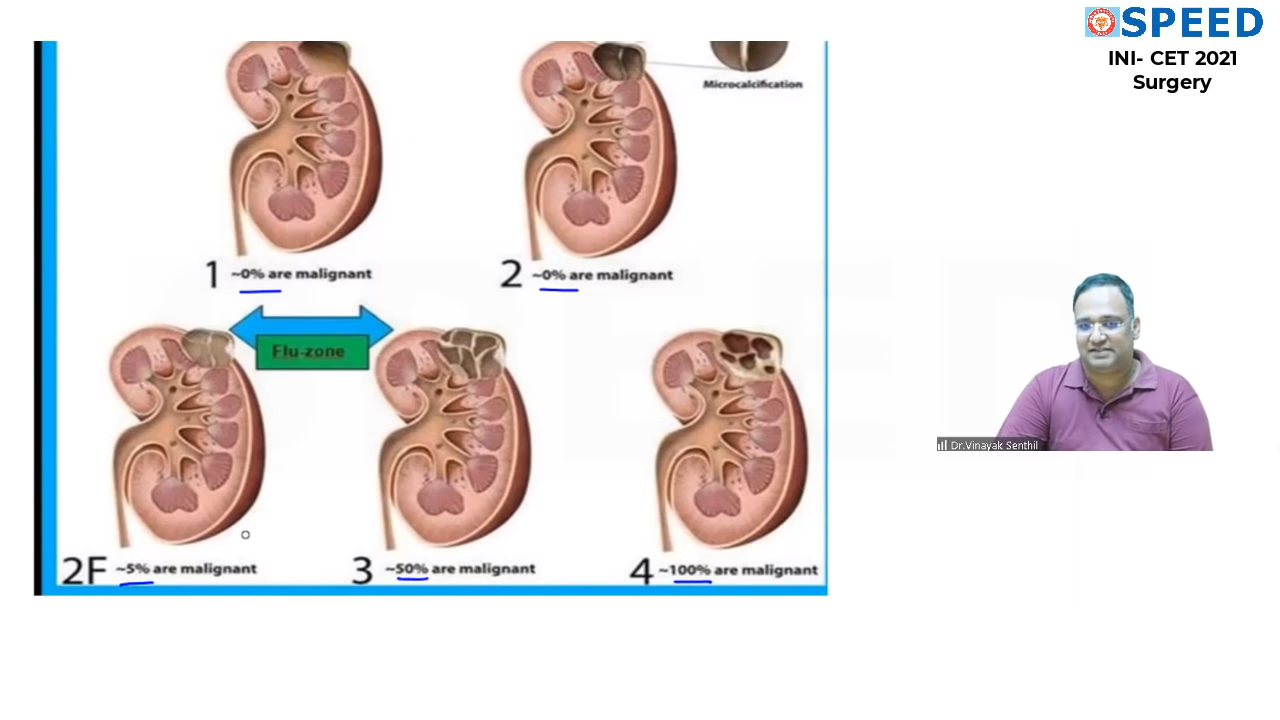 SPEED
INI- CET 2021
Surgery
Microcalcification
1 ~0% are malignant
2 ~0% are malignant
Flu-zone
2F ~5% are malignant
3 ~50% are malignant
4 ~100% are malignant
Dr.Vinayak Senthil